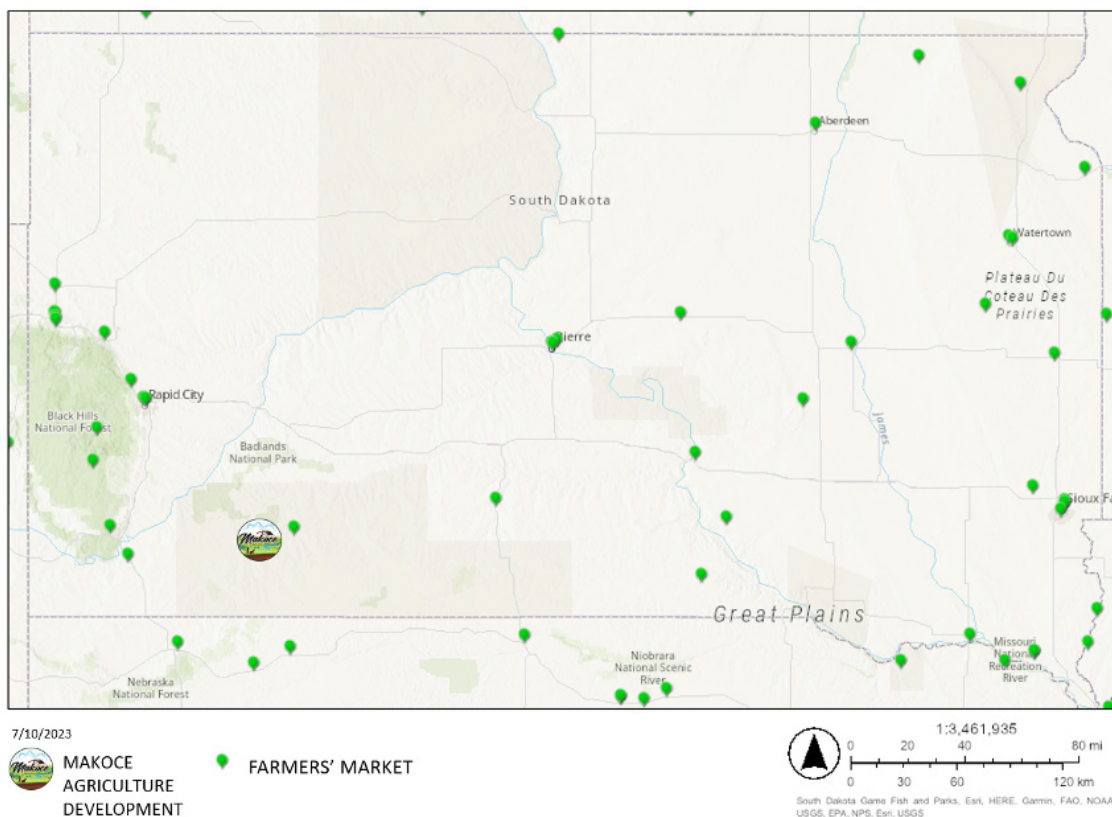 Aberdeen
South Dakota
Watertown
Plateau Du
Coteau Des
Prairies
Pierre
Rapid City
Black Hills
National Forest
Badlands
National Park
James
Makoce
Sioux Fa
Great Plains
Missouri
National
Recreation
River
Niobrara
National Scenic
River
Nebraska
National Forest
7/10/2023
Makoce
MAKOCE
AGRICULTURE
DEVELOPMENT
FARMERS’ MARKET
1:3,461,935
0 20 40 80 mi
0 30 60 120 km
South Dakota Game Fish and Parks, Esri, HERE, Garmin, FAO, NOAA,
USGS, EPA, NPS, Esri, USGS